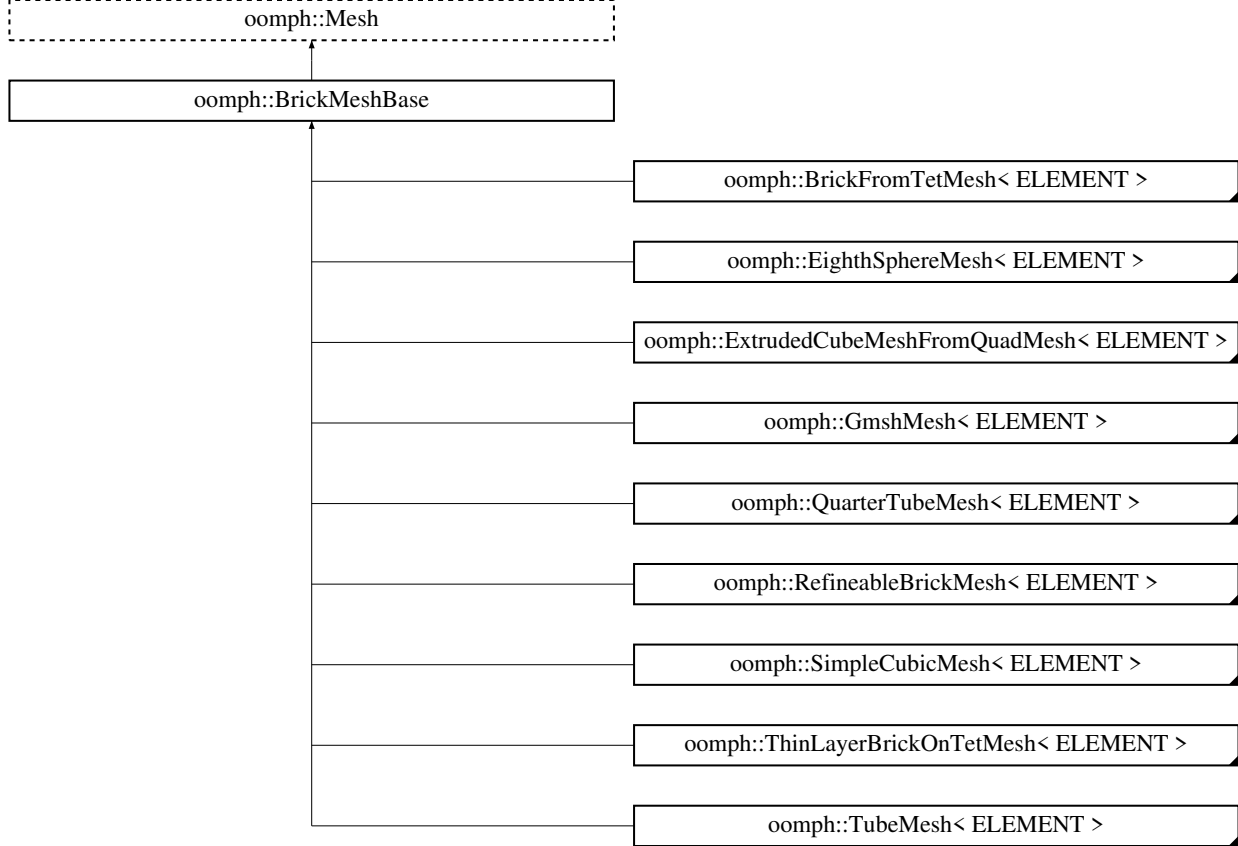 oomph::Mesh
oomph::BrickMeshBase
oomph::BrickFromTetMesh< ELEMENT >
oomph::EighthSphereMesh< ELEMENT >
oomph::ExtrudedCubeMeshFromQuadMesh< ELEMENT >
oomph::GmshMesh< ELEMENT >
oomph::QuarterTubeMesh< ELEMENT >
oomph::RefineableBrickMesh< ELEMENT >
oomph::SimpleCubicMesh< ELEMENT >
oomph::ThinLayerBrickOnTetMesh< ELEMENT >
oomph::TubeMesh< ELEMENT >